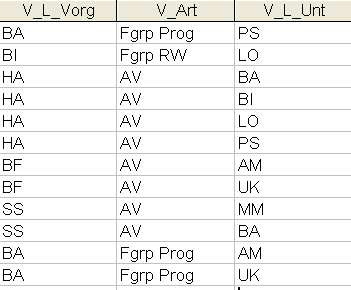 V_L_Vorg V_Art V_L_Unt
BA Fgrp Prog PS
BI Fgrp RW LO
HA AV BA
HA AV BI
HA AV LO
HA AV PS
BF AV AM
BF AV UK
SS AV MM
SS AV BA
BA Fgrp Prog AM
BA Fgrp Prog UK